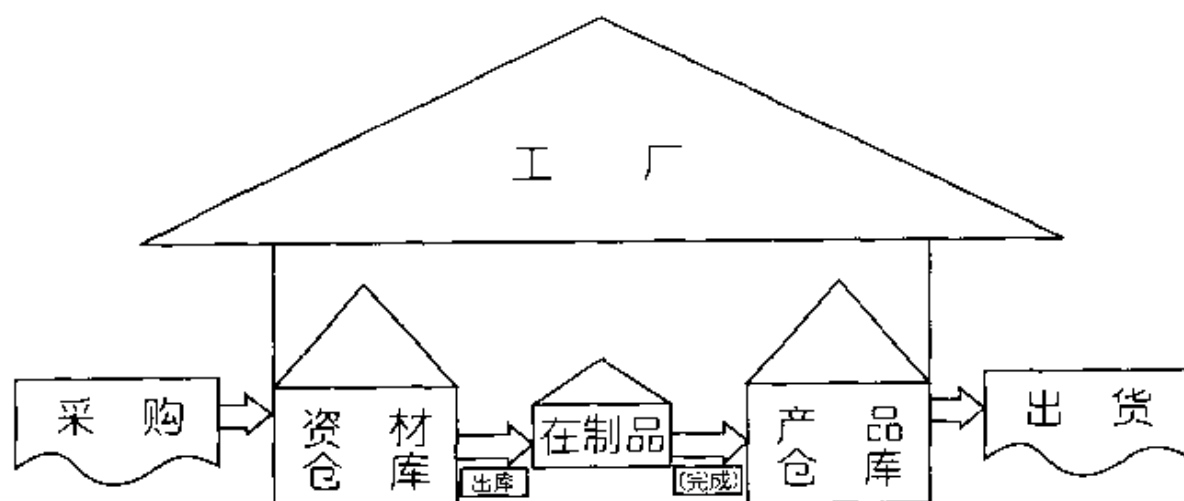 工 厂
采 购
资 材
仓 库
出库
在制品
(完成)
产 品
仓 库
出 货